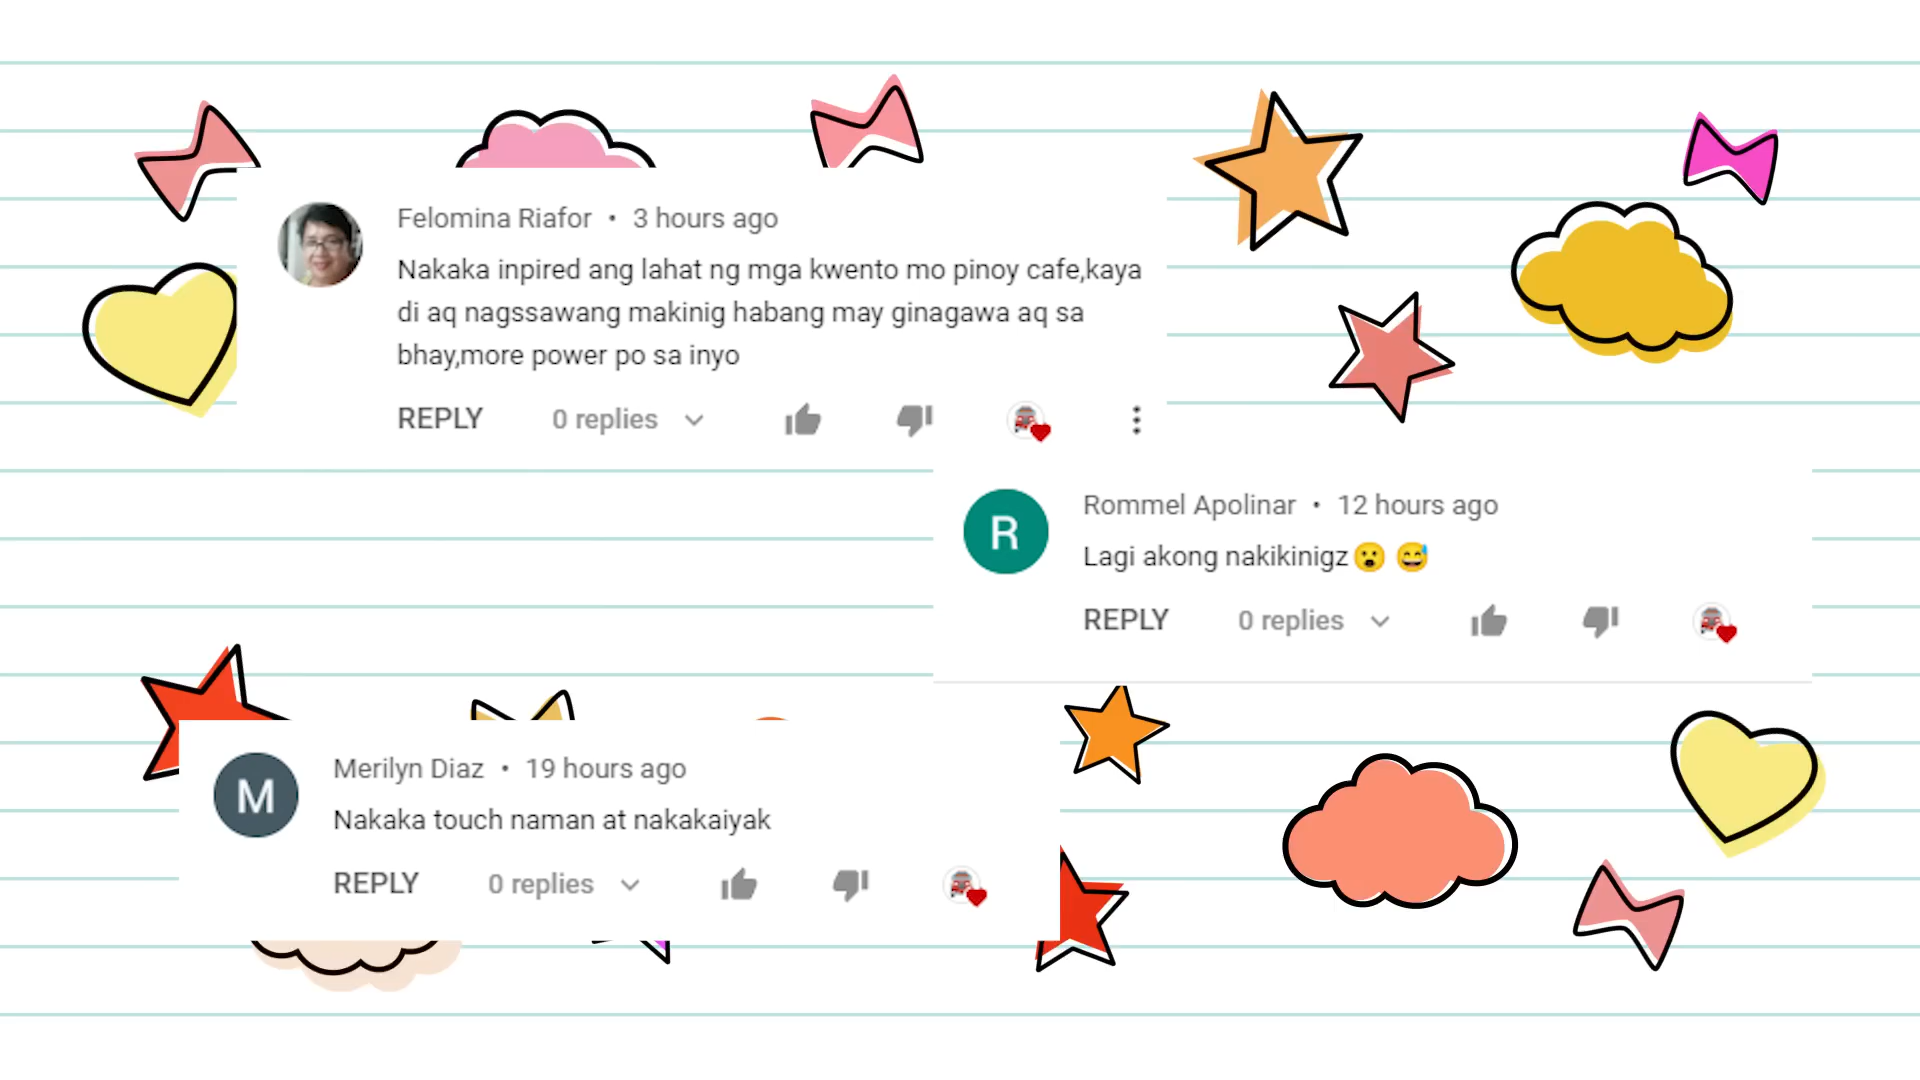 Felomina Riafor • 3 hours ago
Nakaka inpired ang lahat ng mga kwento mo pinoy cafe,kaya
di aq nagssawang makinig habang may ginagawa aq sa
bhay,more power po sa inyo
REPLY 0 replies
R
Rommel Apolinar • 12 hours ago
Lagi akong nakikinigz😮 😅
REPLY 0 replies
M
Merilyn Diaz • 19 hours ago
Nakaka touch naman at nakakaiyak
REPLY 0 replies